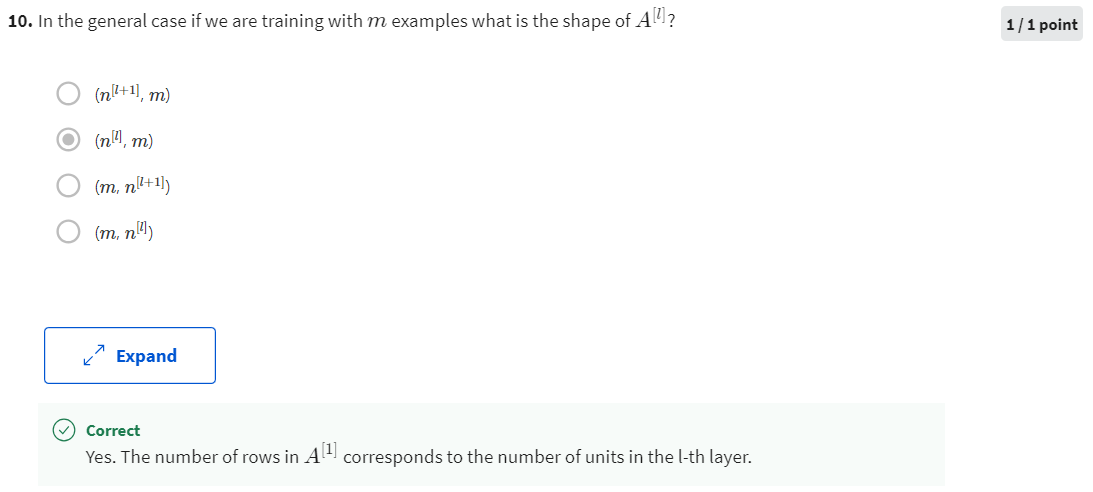 10. In the general case if we are training with m examples what is the shape of A^[l]?
1 / 1 point
(n^[l+1], m)
(n^[l], m)
(m, n^[l+1])
(m, n^[l])
Expand
Correct
Yes. The number of rows in A^[1] corresponds to the number of units in the l-th layer.